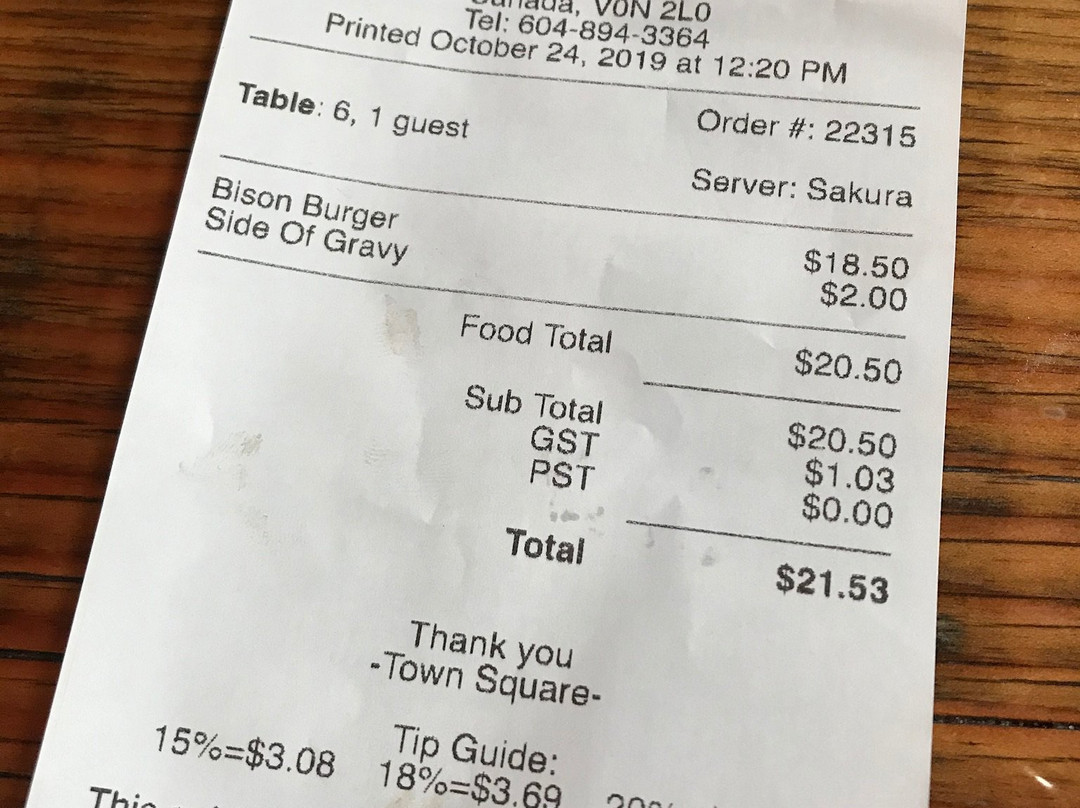 Canada, V0N 2L0
Tel: 604-894-3364
Printed October 24, 2019 at 12:20 PM
Table: 6, 1 guest Order #: 22315
Server: Sakura
Bison Burger $18.50
Side Of Gravy $2.00
Food Total $20.50
Sub Total $20.50
GST $1.03
PST $0.00
Total $21.53
Thank you
-Town Square-
Tip Guide:
15%=$3.08 18%=$3.69